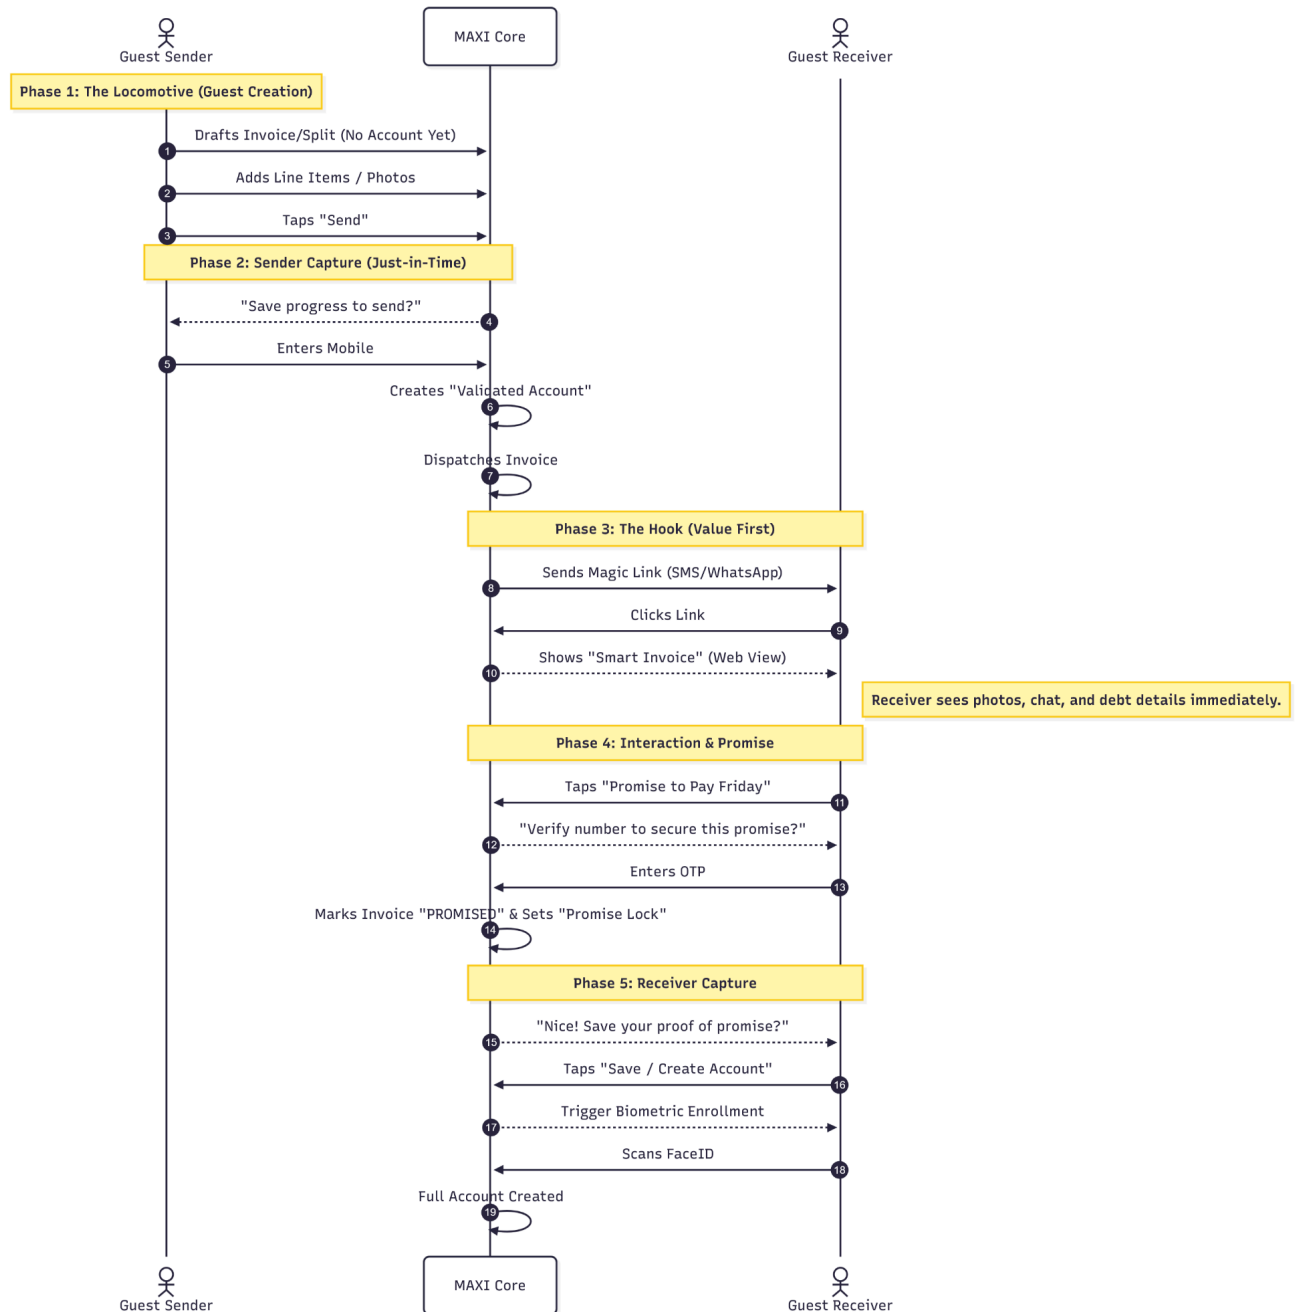 Guest Sender
MAXI Core
Guest Receiver
Phase 1: The Locomotive (Guest Creation)
Drafts Invoice/Split (No Account Yet)
1
Adds Line Items / Photos
2
Taps "Send"
3
Phase 2: Sender Capture (Just-in-Time)
"Save progress to send?"
4
Enters Mobile
5
Creates "Validated Account"
6
Dispatches Invoice
7
Phase 3: The Hook (Value First)
Sends Magic Link (SMS/WhatsApp)
8
Clicks Link
9
Shows "Smart Invoice" (Web View)
10
Receiver sees photos, chat, and debt details immediately.
Phase 4: Interaction & Promise
Taps "Promise to Pay Friday"
11
"Verify number to secure this promise?"
12
Enters OTP
13
Marks Invoice "PROMISED" & Sets "Promise Lock"
14
Phase 5: Receiver Capture
"Nice! Save your proof of promise?"
15
Taps "Save / Create Account"
16
Trigger Biometric Enrollment
17
Scans FaceID
18
Full Account Created
19
Guest Sender
MAXI Core
Guest Receiver